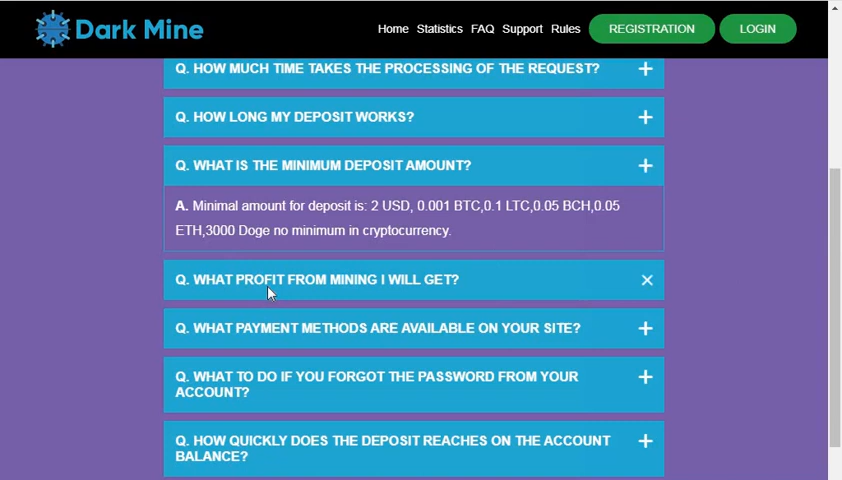 Dark Mine
Home Statistics FAQ Support Rules REGISTRATION LOGIN
Q. HOW MUCH TIME TAKES THE PROCESSING OF THE REQUEST? +
Q. HOW LONG MY DEPOSIT WORKS? +
Q. WHAT IS THE MINIMUM DEPOSIT AMOUNT? +
A. Minimal amount for deposit is: 2 USD, 0.001 BTC,0.1 LTC,0.05 BCH,0.05
ETH,3000 Doge no minimum in cryptocurrency.
Q. WHAT PROFIT FROM MINING I WILL GET? ×
Q. WHAT PAYMENT METHODS ARE AVAILABLE ON YOUR SITE? +
Q. WHAT TO DO IF YOU FORGOT THE PASSWORD FROM YOUR +
ACCOUNT?
Q. HOW QUICKLY DOES THE DEPOSIT REACHES ON THE ACCOUNT +
BALANCE?